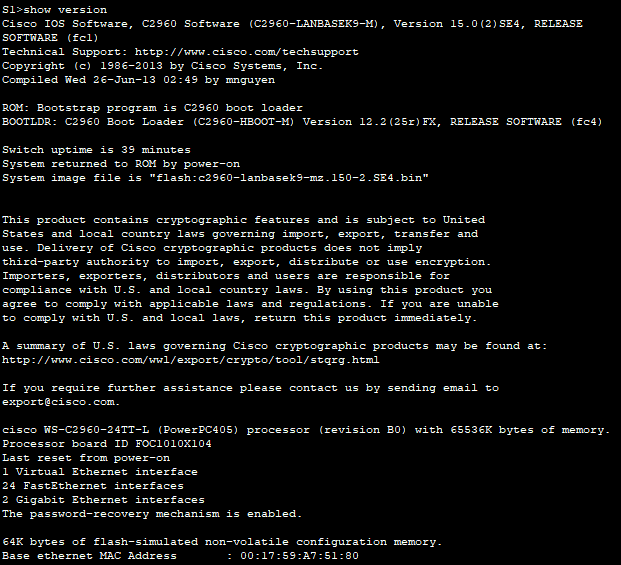 S1>show version
Cisco IOS Software, C2960 Software (C2960-LANBASEK9-M), Version 15.0(2)SE4, RELEASE
SOFTWARE (fc1)
Technical Support: http://www.cisco.com/techsupport
Copyright (c) 1986-2013 by Cisco Systems, Inc.
Compiled Wed 26-Jun-13 02:49 by mnguyen
ROM: Bootstrap program is C2960 boot loader
BOOTLDR: C2960 Boot Loader (C2960-HBOOT-M) Version 12.2(25r)FX, RELEASE SOFTWARE (fc4)
Switch uptime is 39 minutes
System returned to ROM by power-on
System image file is "flash:c2960-lanbasek9-mz.150-2.SE4.bin"
This product contains cryptographic features and is subject to United
States and local country laws governing import, export, transfer and
use. Delivery of Cisco cryptographic products does not imply
third-party authority to import, export, distribute or use encryption.
Importers, exporters, distributors and users are responsible for
compliance with U.S. and local country laws. By using this product you
agree to comply with applicable laws and regulations. If you are unable
to comply with U.S. and local laws, return this product immediately.
A summary of U.S. laws governing Cisco cryptographic products may be found at:
http://www.cisco.com/wwl/export/crypto/tool/stqrg.html
If you require further assistance please contact us by sending email to
export@cisco.com.
cisco WS-C2960-24TT-L (PowerPC405) processor (revision B0) with 65536K bytes of memory.
Processor board ID FOC1010X104
Last reset from power-on
1 Virtual Ethernet interface
24 FastEthernet interfaces
2 Gigabit Ethernet interfaces
The password-recovery mechanism is enabled.
64K bytes of flash-simulated non-volatile configuration memory.
Base ethernet MAC Address       : 00:17:59:A7:51:80